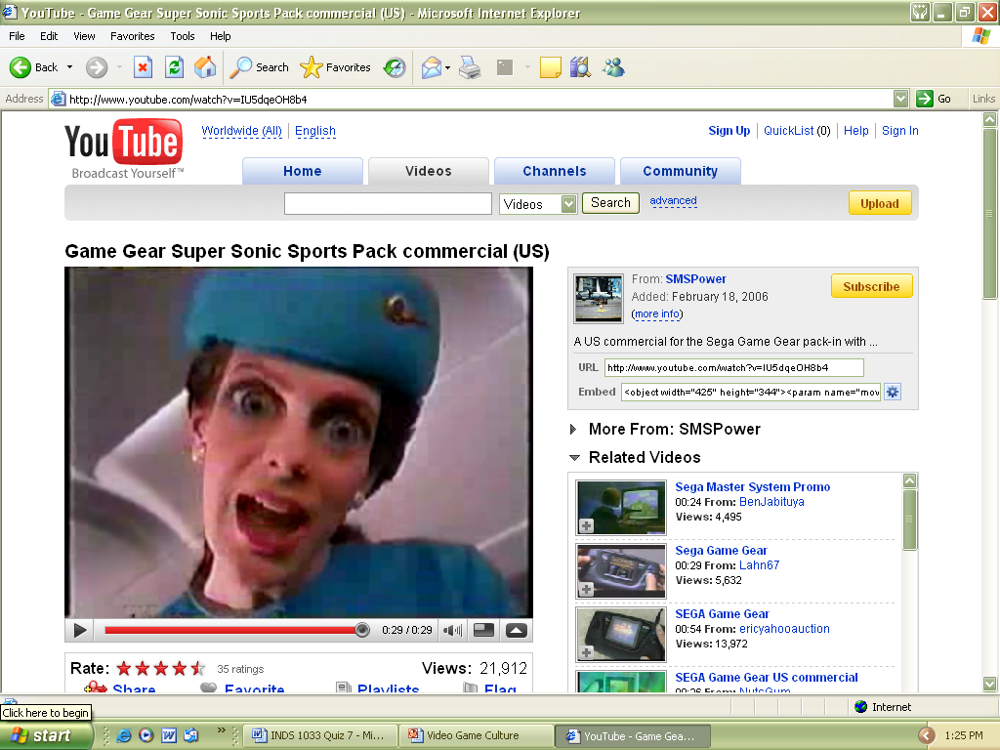 YouTube - Game Gear Super Sonic Sports Pack commercial (US) - Microsoft Internet Explorer
File Edit View Favorites Tools Help
Back Search Favorites
Address http://www.youtube.com/watch?v=IU5dqeOH8b4 Go Links
YouTube Worldwide (All) English Sign Up QuickList (0) Help Sign In
Broadcast Yourself™
Home Videos Channels Community
Videos Search advanced Upload
Game Gear Super Sonic Sports Pack commercial (US)
From: SMSPower
Added: February 18, 2006
(more info)
Subscribe
A US commercial for the Sega Game Gear pack-in with ...
URL http://www.youtube.com/watch?v=IU5dqeOH8b4
Embed <object width="425" height="344"><param name="mov
More From: SMSPower
Related Videos
Sega Master System Promo
00:24 From: BenJabituya
Views: 4,495
Sega Game Gear
00:29 From: Lahn67
Views: 5,632
SEGA Game Gear
00:54 From: ericyahooauction
Views: 13,972
SEGA Game Gear US commercial
00:26 From: NutsGum
0:29 / 0:29
Rate: 35 ratings Views: 21,912
Share Favorite Playlists Flag
Internet
Click here to begin
start INDS 1033 Quiz 7 - Mi... Video Game Culture YouTube - Game Gea... 1:25 PM